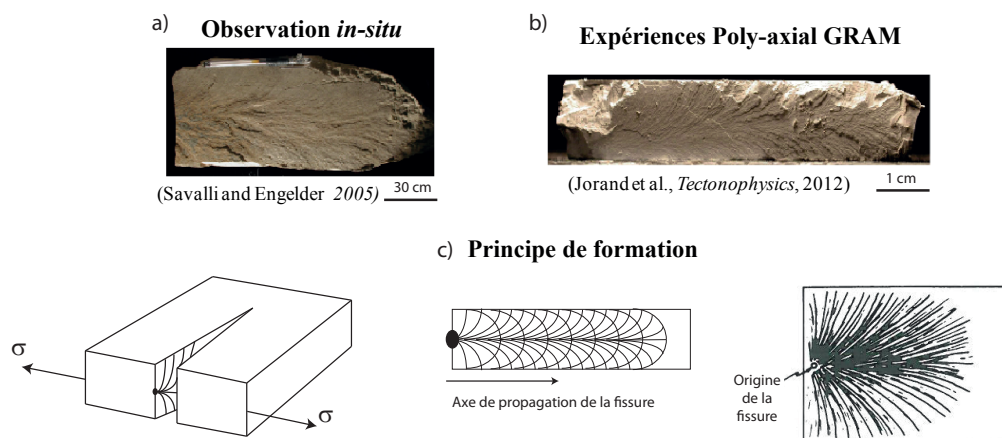 a)
Observation in-situ
(Savalli and Engelder 2005)
30 cm
b)
Expériences Poly-axial GRAM
(Jorand et al., Tectonophysics, 2012)
1 cm
c) Principe de formation
σ
σ
Axe de propagation de la fissure
Origine
de la
fissure